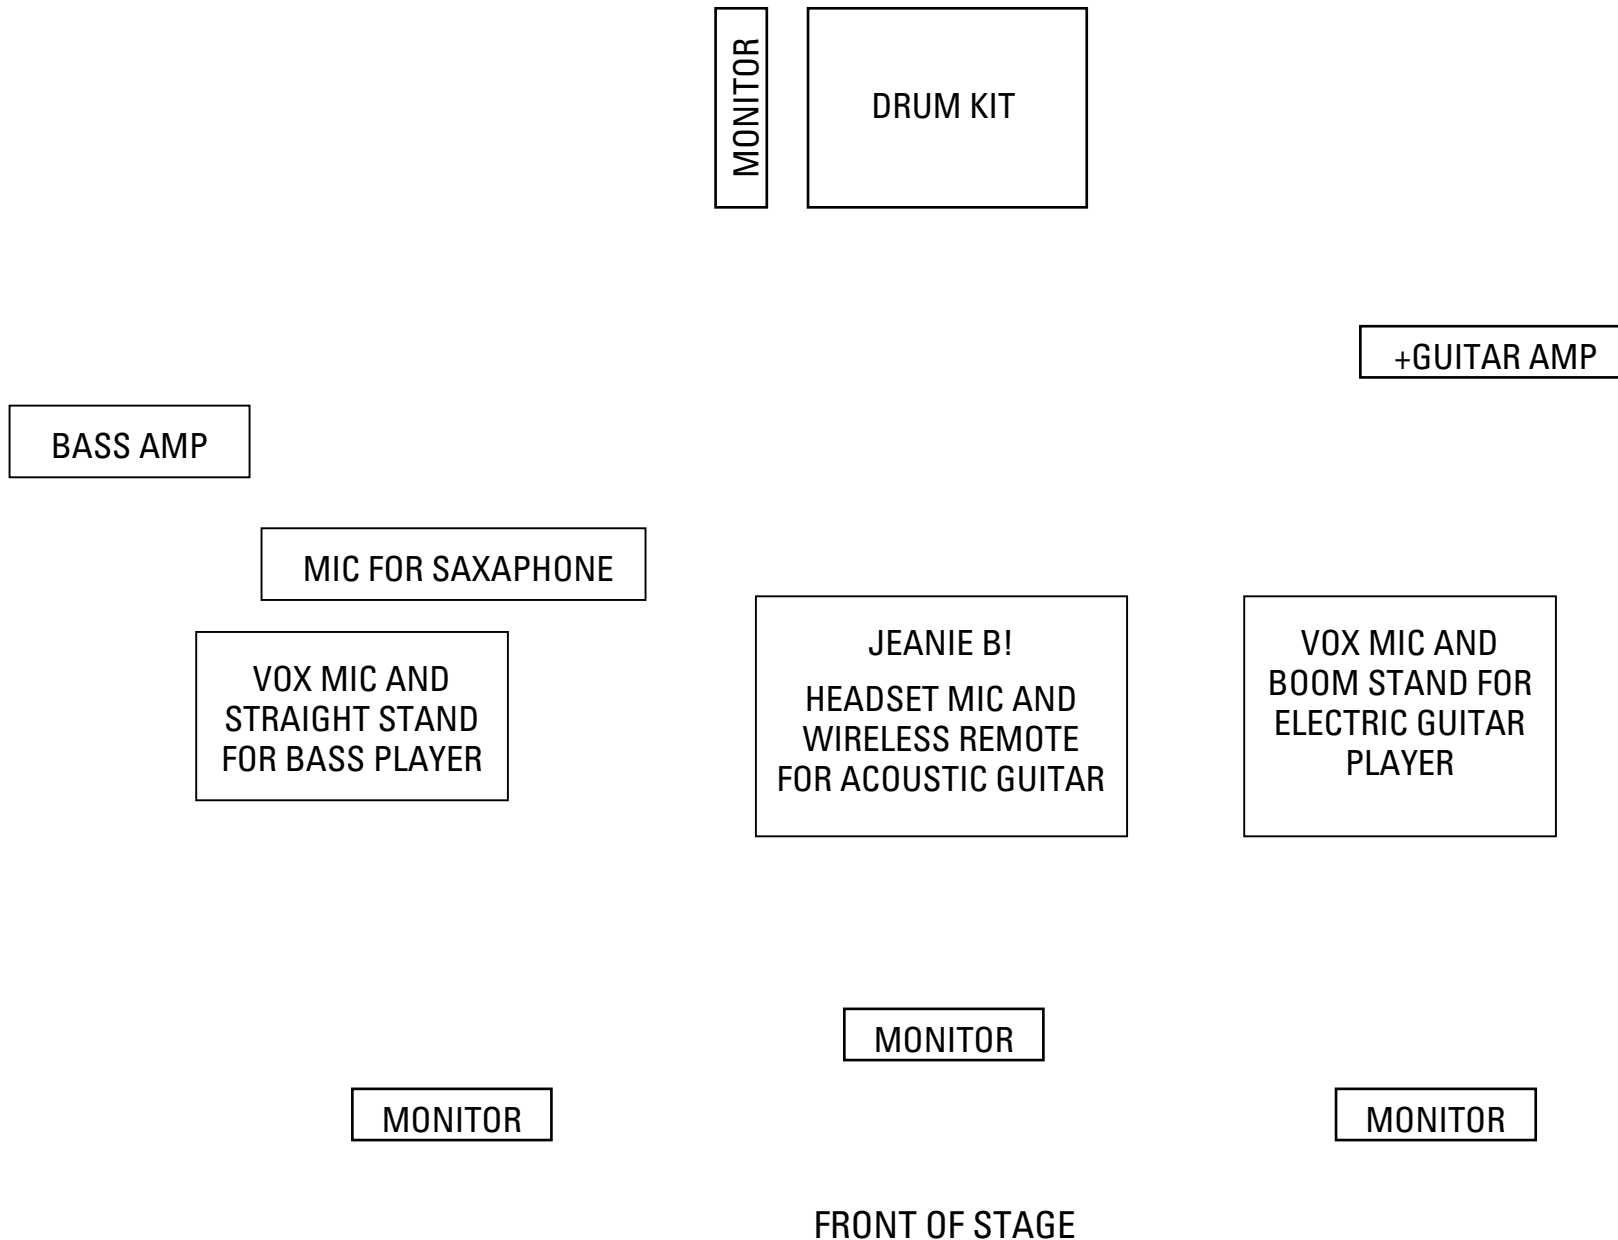 MONITOR
DRUM KIT
+GUITAR AMP
BASS AMP
MIC FOR SAXAPHONE
VOX MIC AND
STRAIGHT STAND
FOR BASS PLAYER
JEANIE B!
HEADSET MIC AND
WIRELESS REMOTE
FOR ACOUSTIC GUITAR
VOX MIC AND
BOOM STAND FOR
ELECTRIC GUITAR
PLAYER
MONITOR
MONITOR
MONITOR
FRONT OF STAGE